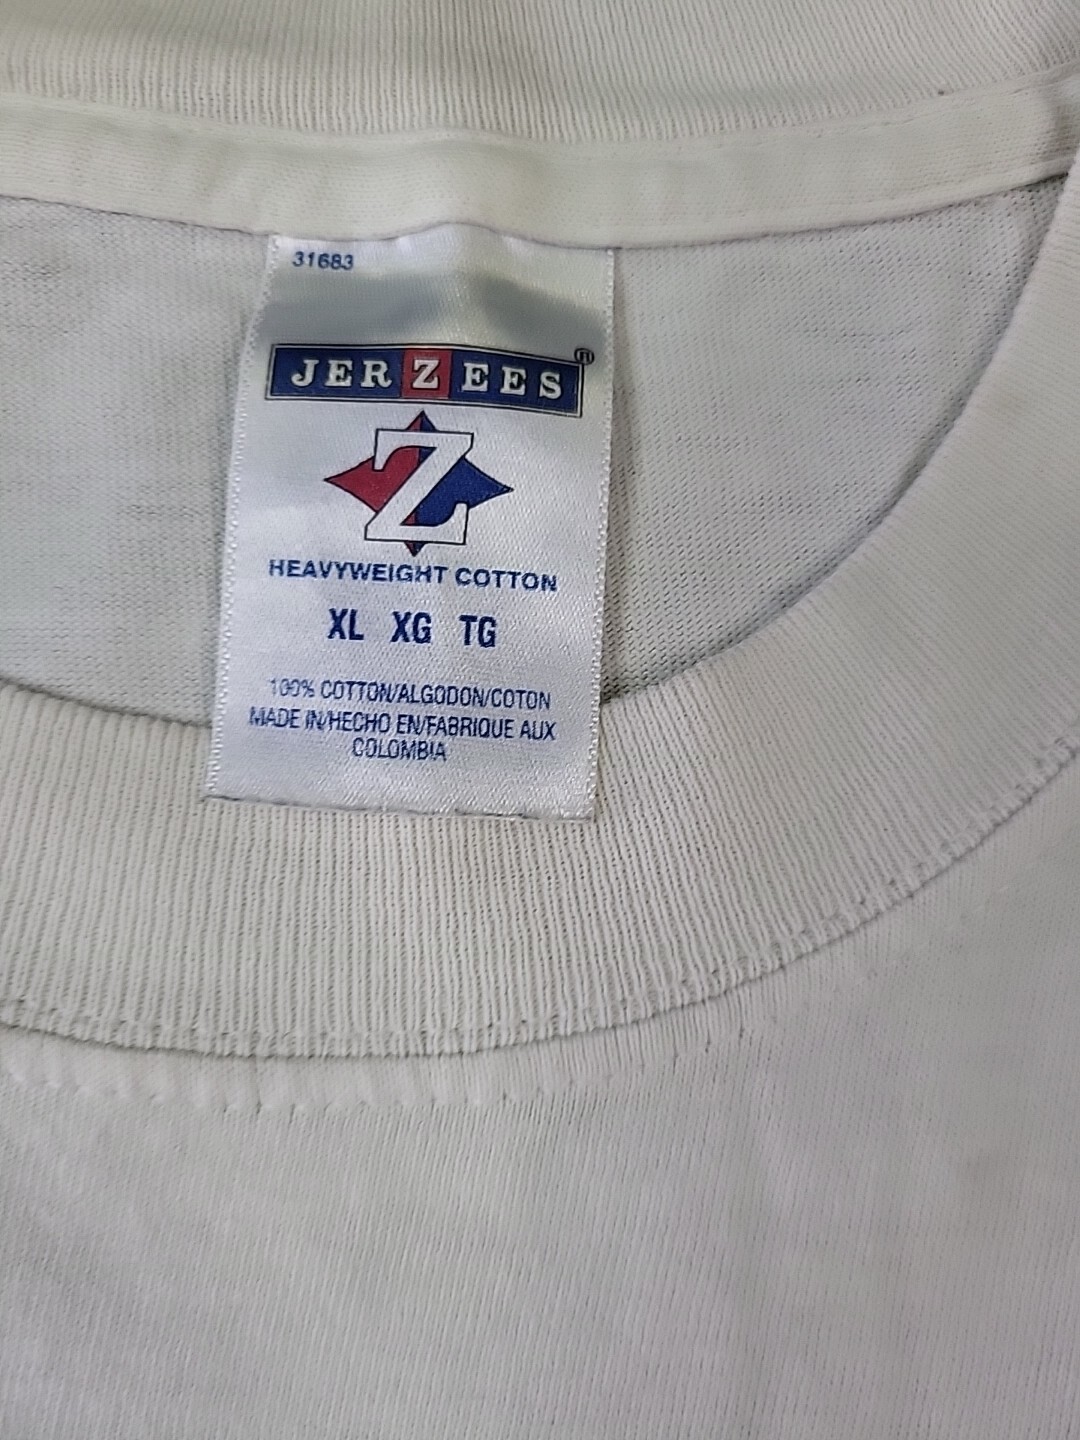 31683
JERZEES®
Z
HEAVYWEIGHT COTTON
XL XG TG
100% COTTON/ALGODON/COTON
MADE IN/HECHO EN/FABRIQUE AUX
COLOMBIA